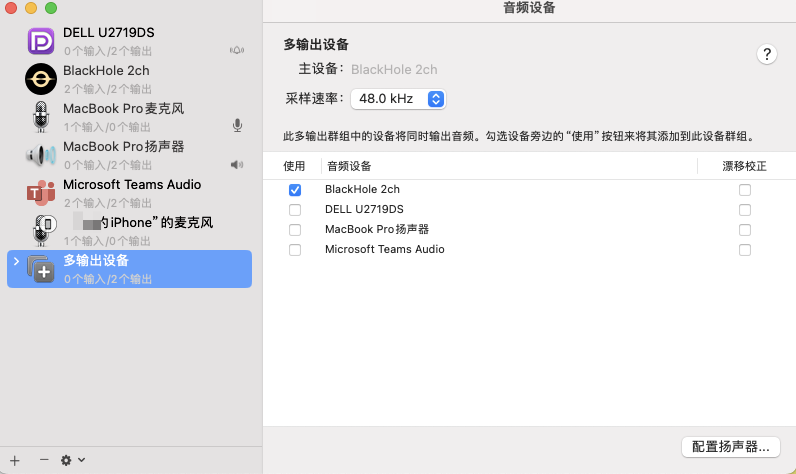 音频设备
DELL U2719DS
0个输入/2个输出
BlackHole 2ch
2个输入/2个输出
MacBook Pro麦克风
1个输入/0个输出
MacBook Pro扬声器
0个输入/2个输出
Microsoft Teams Audio
2个输入/2个输出
的iPhone”的麦克风
1个输入/0个输出
多输出设备
0个输入/2个输出
多输出设备
?
主设备: BlackHole 2ch
采样速率: 48.0 kHz
此多输出群组中的设备将同时输出音频。勾选设备旁边的“使用”按钮来将其添加到此设备群组。
使用 音频设备 漂移校正
BlackHole 2ch
DELL U2719DS
MacBook Pro扬声器
Microsoft Teams Audio
配置扬声器...